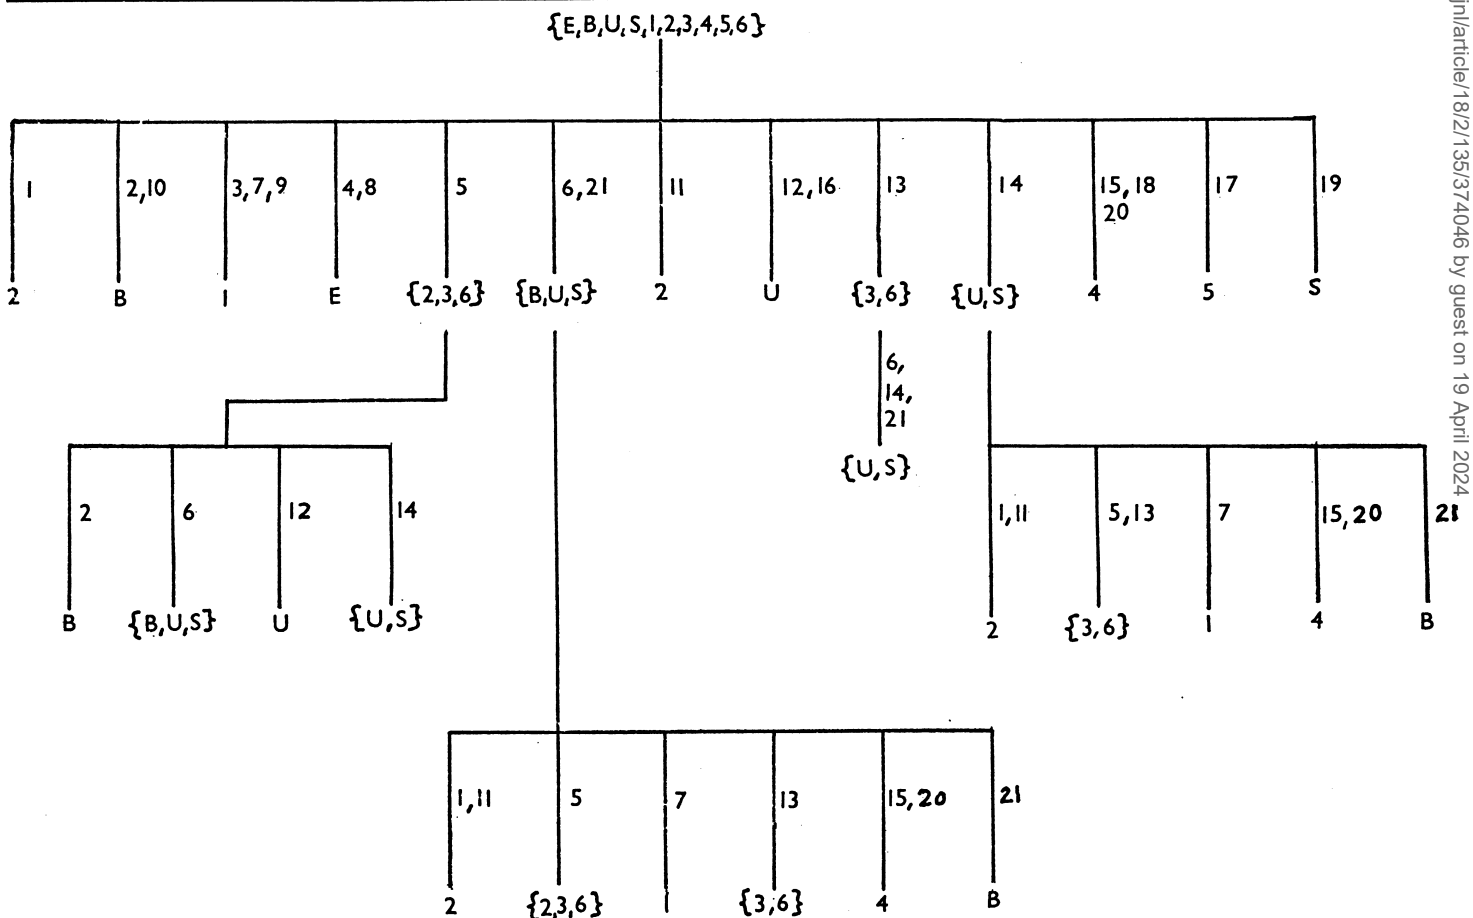 {E,B,U,S,1,2,3,4,5,6}
1 2,10 3,7,9 4,8 5 6,21 11 12,16 13 14 15,18 17 19
20
2 B 1 E {2,3,6} {B,U,S} 2 U {3,6} {U,S} 4 5 S
6,
14,
21
{U,S}
2 6 12 14 1,11 5,13 7 15,20 21
B {B,U,S} U {U,S} 2 {3,6} 1 4 B
1,11 5 7 13 15,20 21
2 {2,3,6} 1 {3,6} 4 B
jnl/article/18/2/135/374046 by guest on 19 April 2024